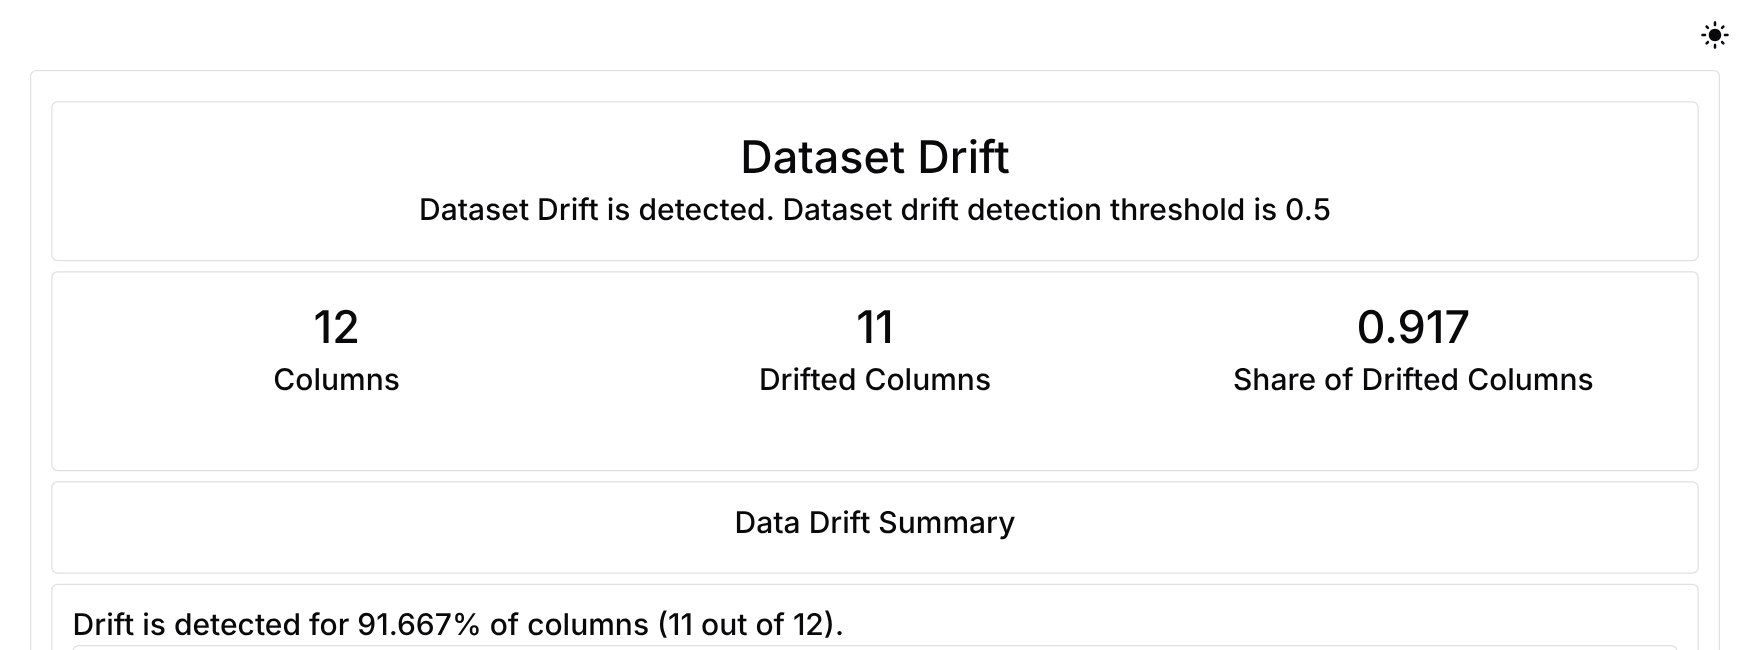 Dataset Drift
Dataset Drift is detected. Dataset drift detection threshold is 0.5
12
Columns
11
Drifted Columns
0.917
Share of Drifted Columns
Data Drift Summary
Drift is detected for 91.667% of columns (11 out of 12).